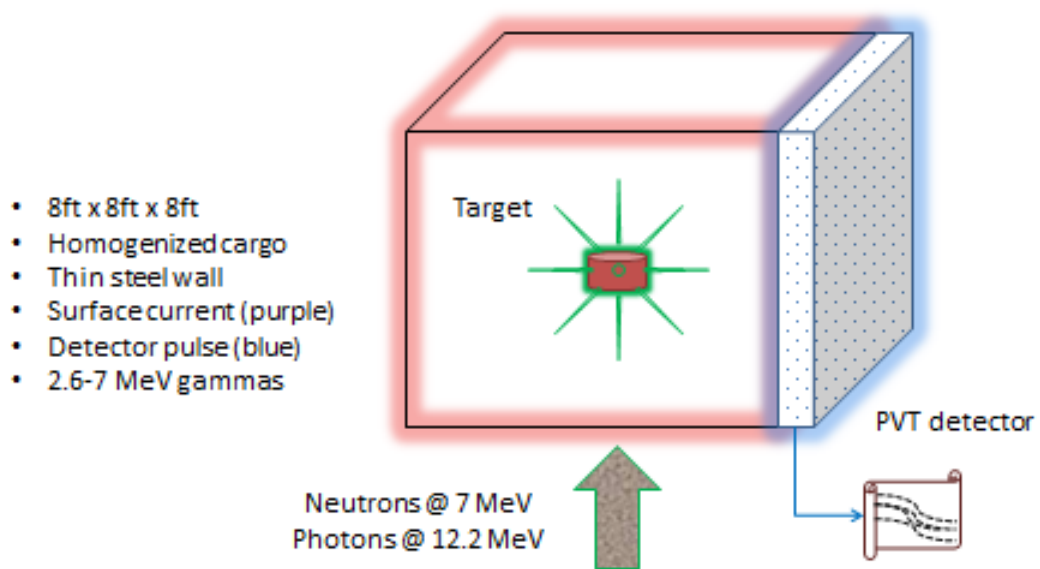 Target
• 8ft x 8ft x 8ft
• Homogenized cargo
• Thin steel wall
• Surface current (purple)
• Detector pulse (blue)
• 2.6-7 MeV gammas
PVT detector
Neutrons @ 7 MeV
Photons @ 12.2 MeV